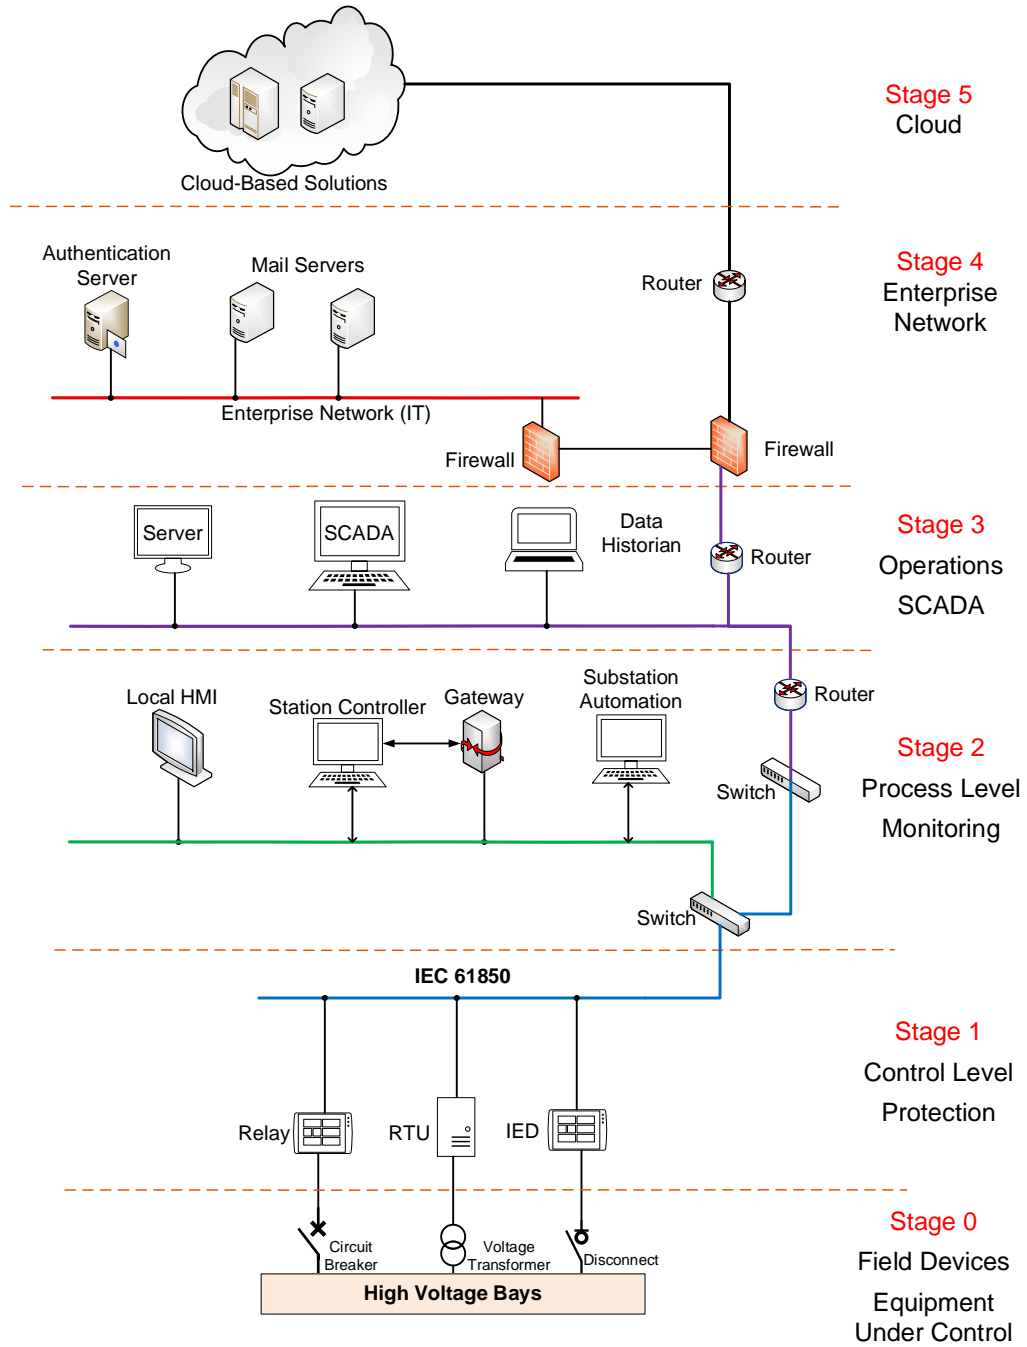 Stage 5
Cloud
Cloud-Based Solutions
Authentication
Server
Mail Servers
Router
Stage 4
Enterprise
Network
Enterprise Network (IT)
Firewall
Firewall
Server
SCADA
Data
Historian
Router
Stage 3
Operations
SCADA
Local HMI
Station Controller
Gateway
Substation
Automation
Router
Switch
Stage 2
Process Level
Monitoring
Switch
IEC 61850
Stage 1
Control Level
Protection
Relay
RTU
IED
Circuit
Breaker
Voltage
Transformer
Disconnect
High Voltage Bays
Stage 0
Field Devices
Equipment
Under Control